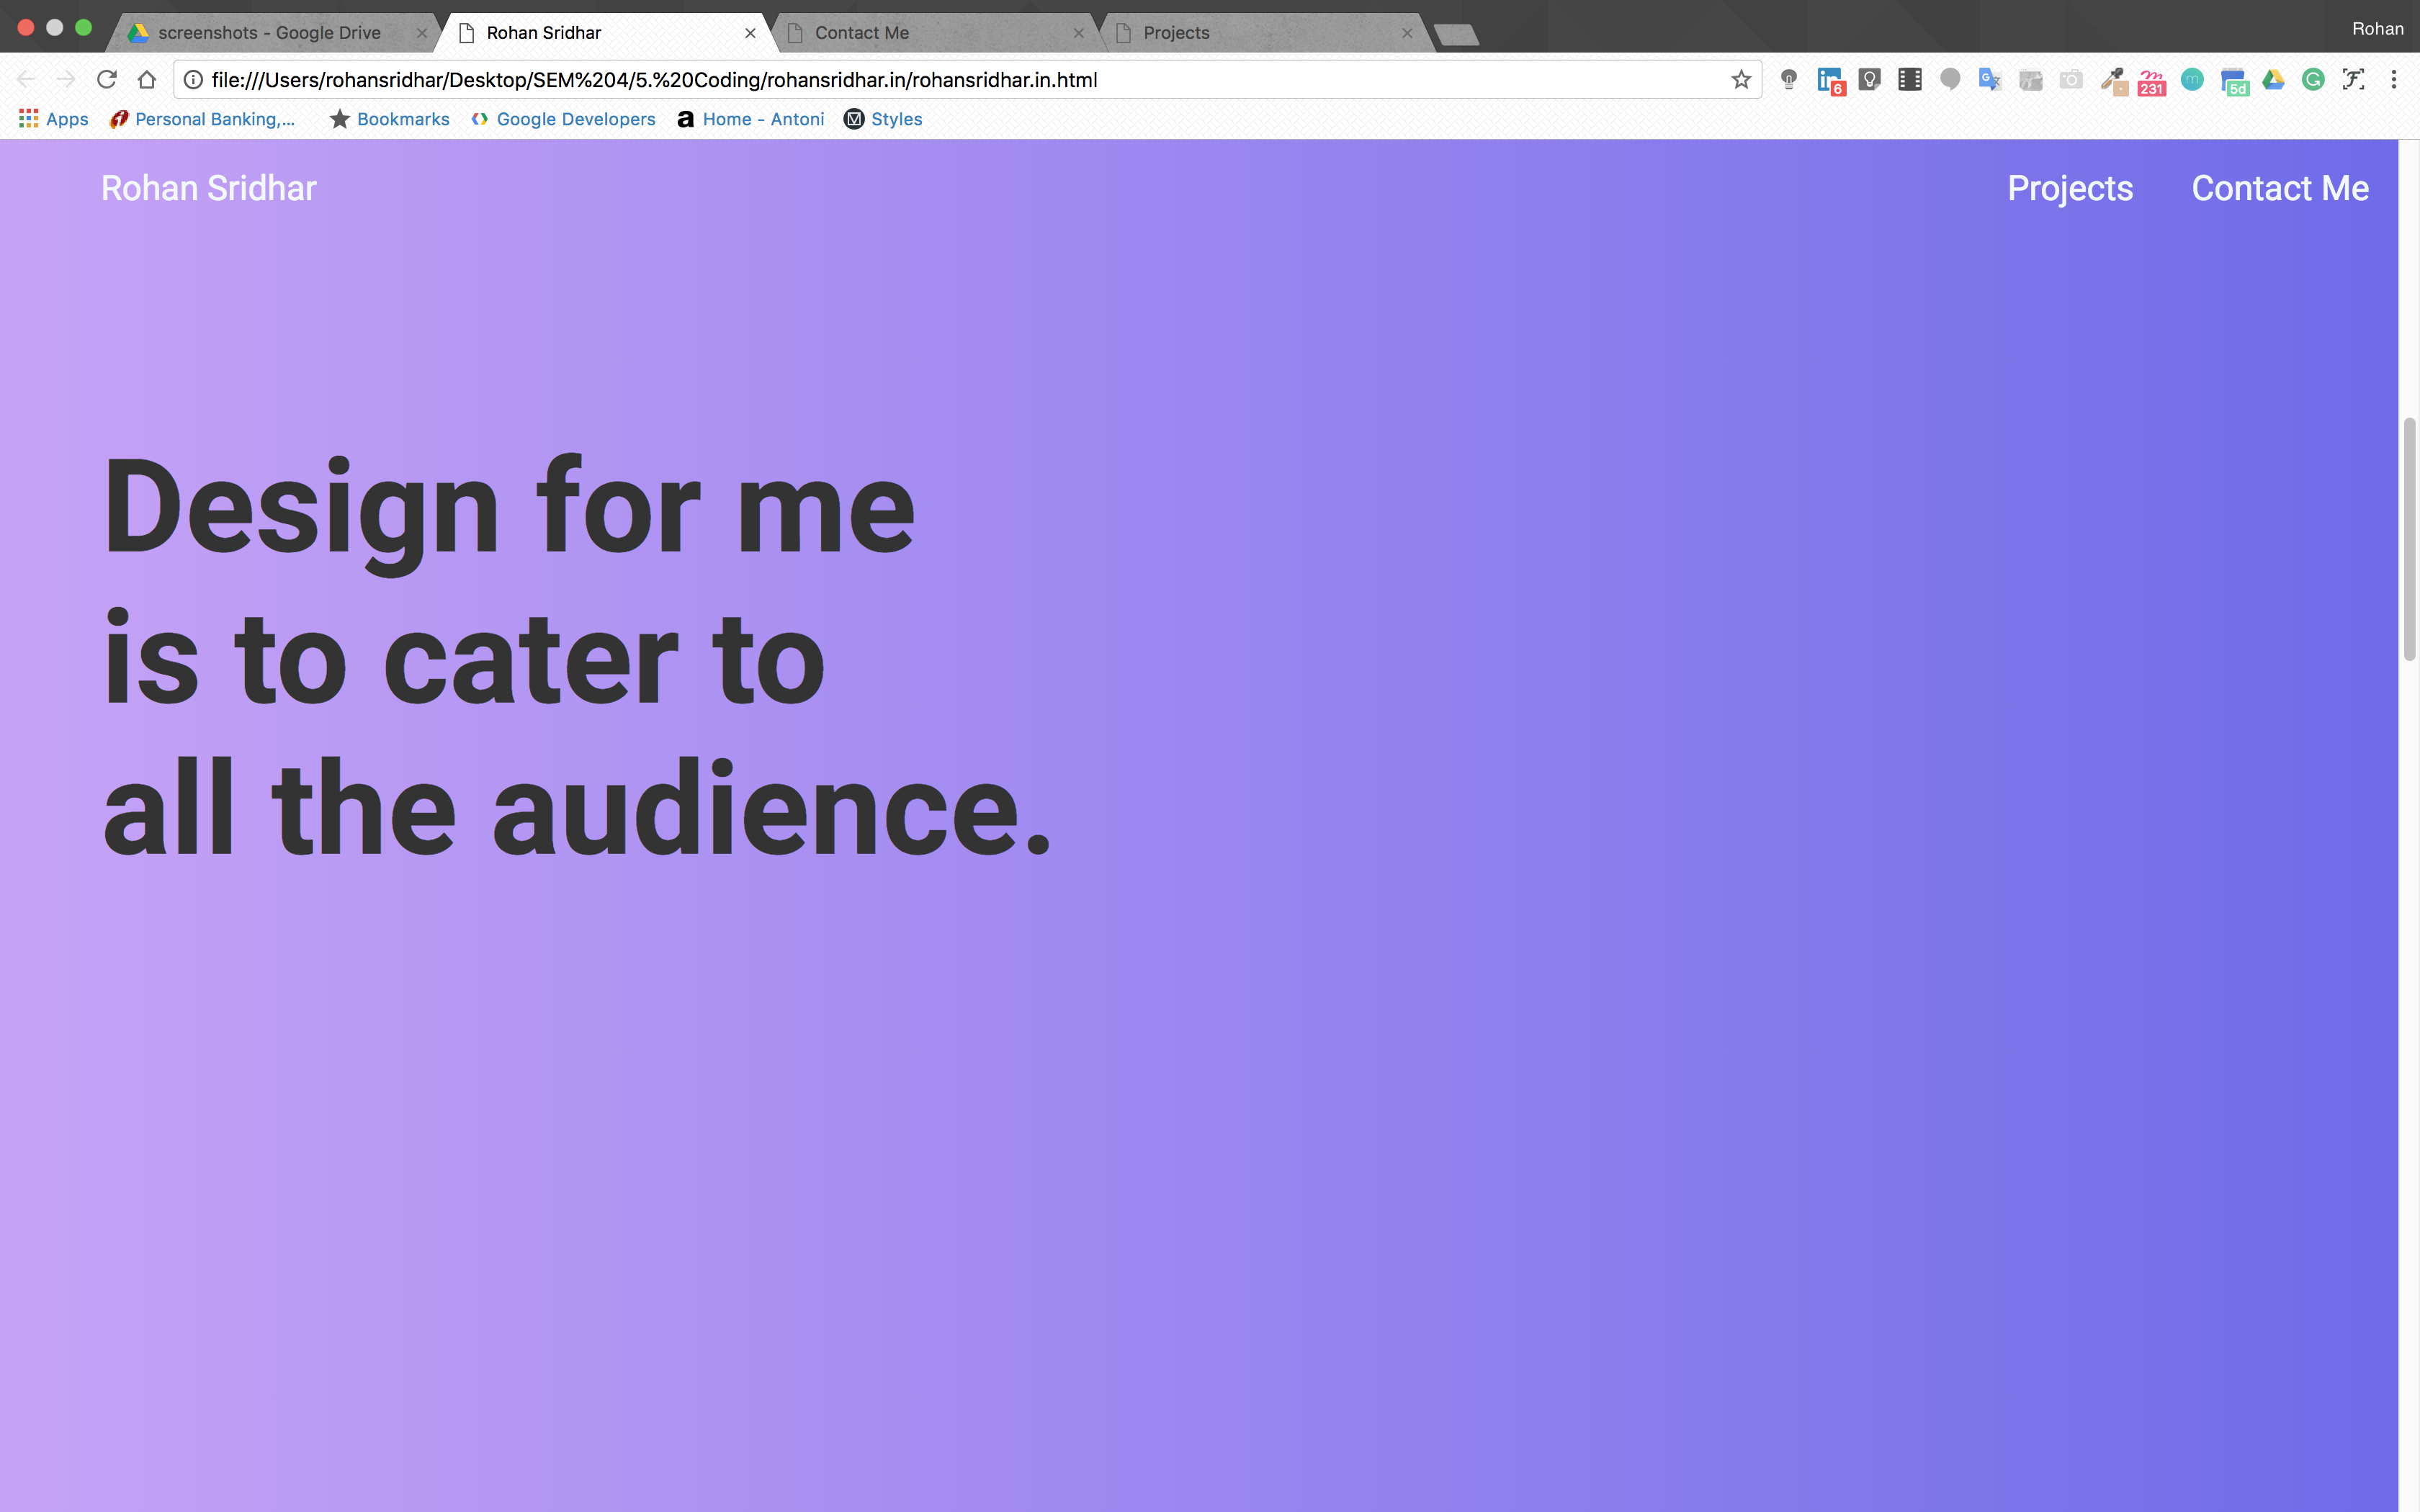 screenshots - Google Drive
Rohan Sridhar
Contact Me
Projects
Rohan
file:///Users/rohansridhar/Desktop/SEM%204/5.%20Coding/rohansridhar.in/rohansridhar.in.html
6
231
5d
Apps
Personal Banking,...
Bookmarks
Google Developers
a Home - Antoni
Styles
Rohan Sridhar
Projects
Contact Me
Design for me
is to cater to
all the audience.